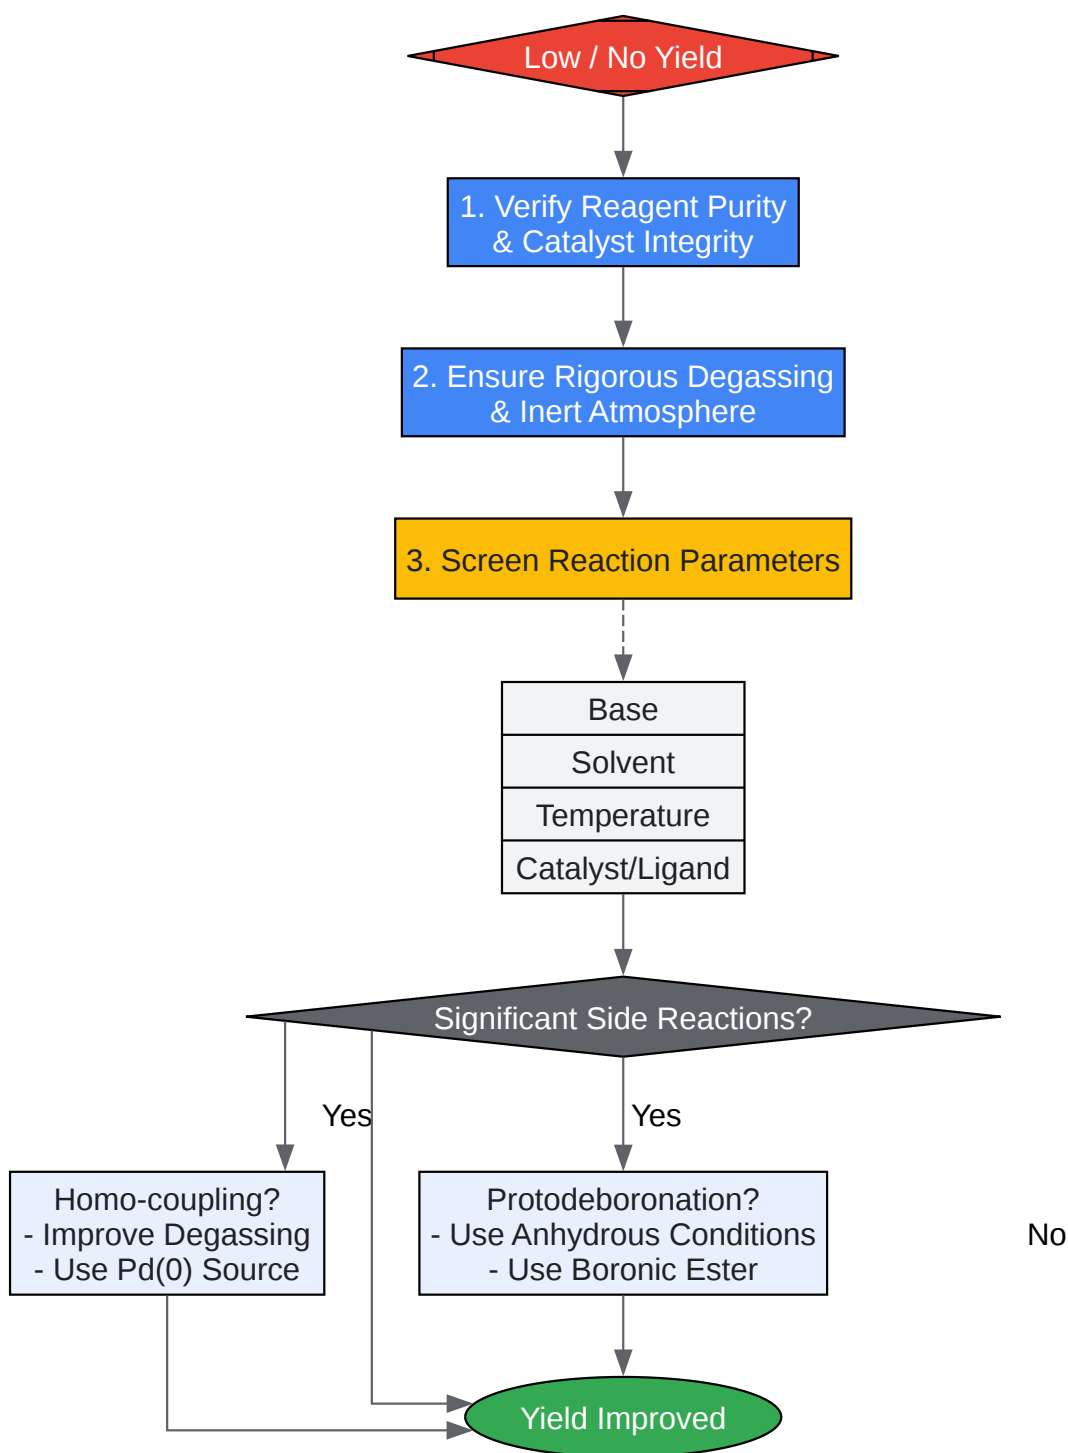 Low / No Yield
1. Verify Reagent Purity
& Catalyst Integrity
2. Ensure Rigorous Degassing
& Inert Atmosphere
3. Screen Reaction Parameters
Base
Solvent
Temperature
Catalyst/Ligand
Significant Side Reactions?
Yes
Yes
Homo-coupling?
- Improve Degassing
- Use Pd(0) Source
Protodeboronation?
- Use Anhydrous Conditions
- Use Boronic Ester
No
Yield Improved